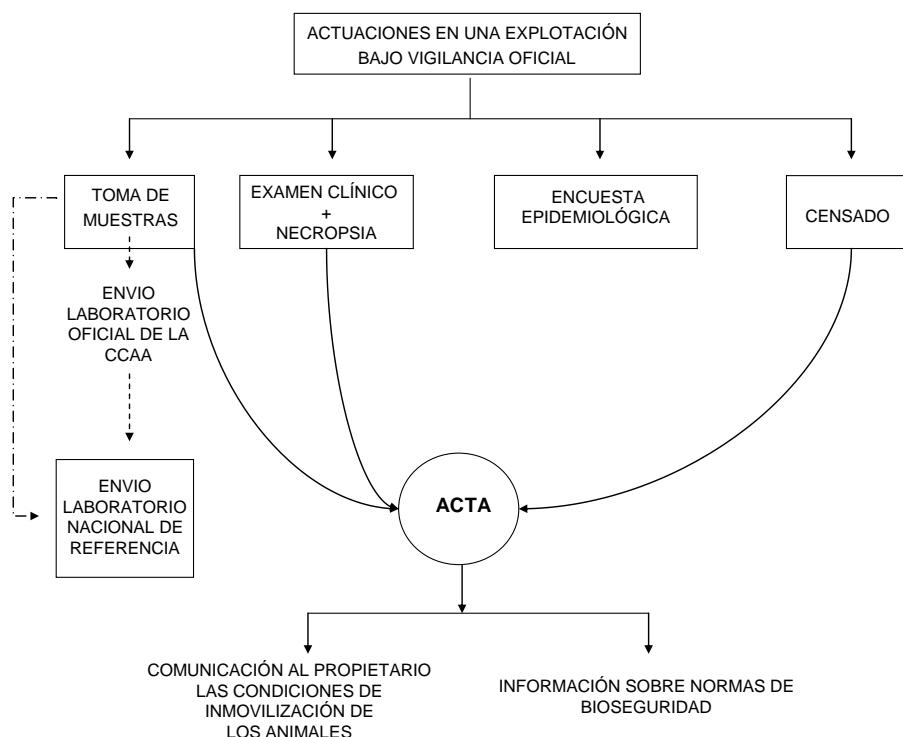 ACTUACIONES EN UNA EXPLOTACIÓN
BAJO VIGILANCIA OFICIAL
TOMA DE
MUESTRAS
EXAMEN CLÍNICO
+
NECROPSIA
ENCUESTA
EPIDEMIOLÓGICA
CENSADO
ENVIO
LABORATORIO
OFICIAL DE LA
CCAA
ENVIO
LABORATORIO
NACIONAL DE
REFERENCIA
ACTA
COMUNICACIÓN AL PROPIETARIO
LAS CONDICIONES DE
INMOVILIZACIÓN DE
LOS ANIMALES
INFORMACIÓN SOBRE NORMAS DE
BIOSEGURIDAD